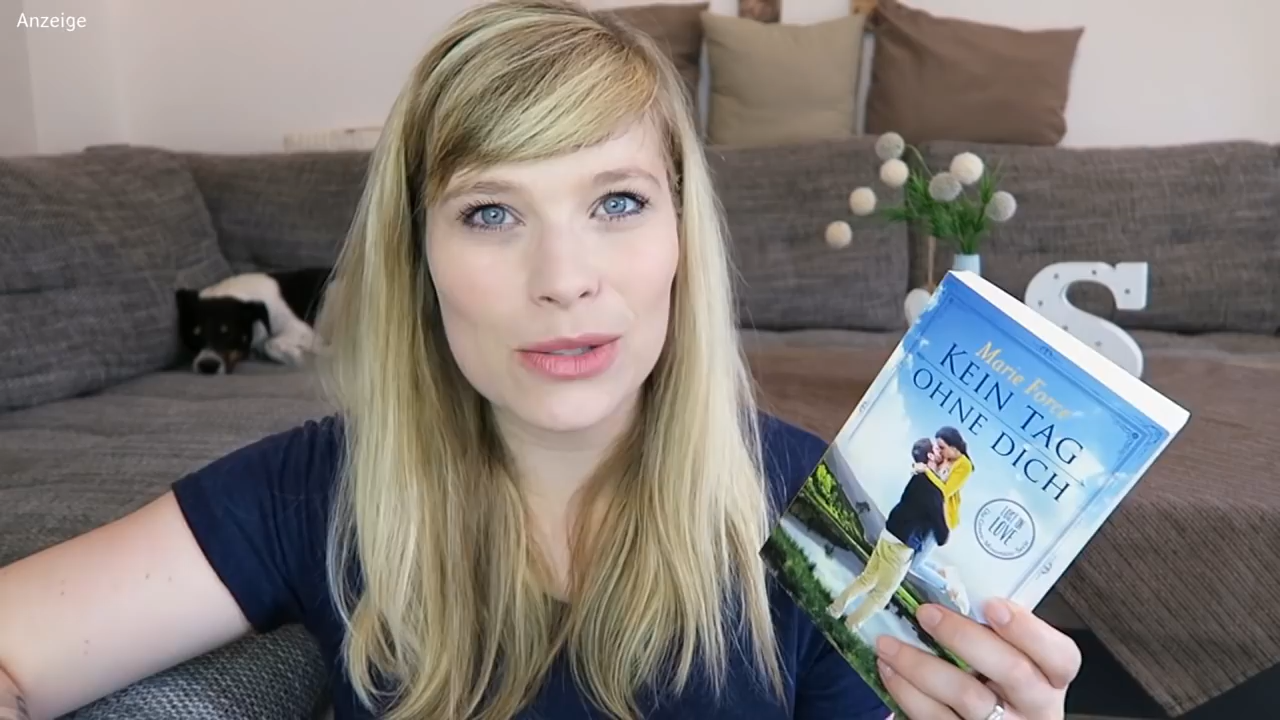 Anzeige
Marie Force
KEIN TAG
OHNE DICH
LOST IN
LOVE
S